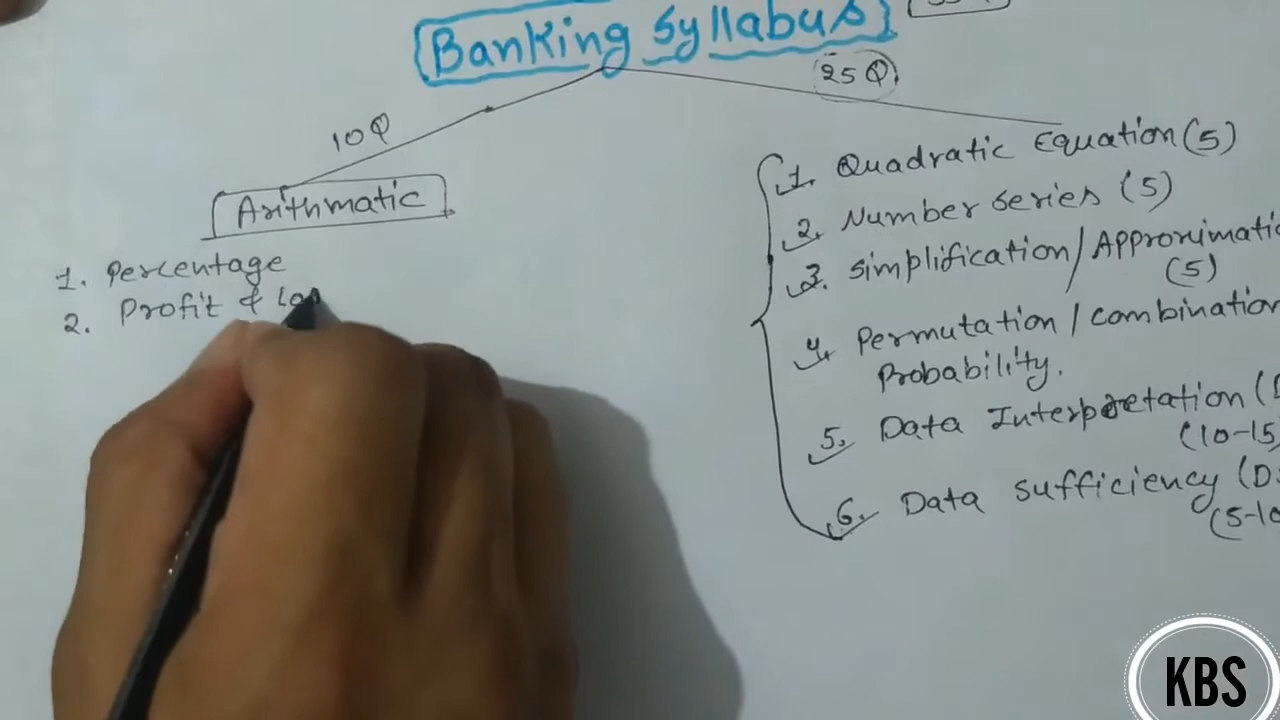 Banking Syllabus
10 Q
25 Q
Arithmatic
1. Percentage
2. Profit &
1. Quadratic Equation (5)
2. Number Series (5)
3. Simplification / Approximatio
(5)
4. Permutation / combination
Probability.
5. Data Interpretation (D
(10-15
6. Data sufficiency (D
(5-10
KBS